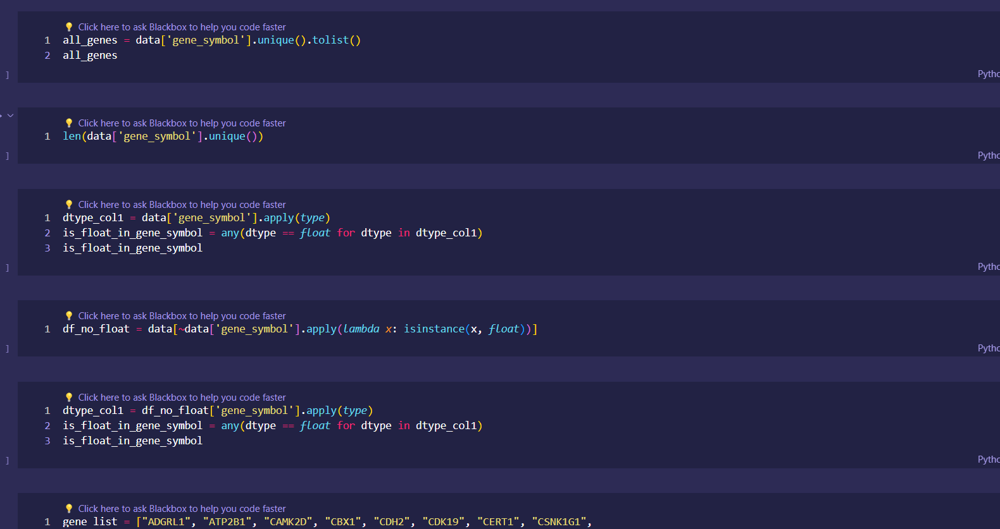 Click here to ask Blackbox to help you code faster
1 all_genes = data['gene_symbol'].unique().tolist()
2 all_genes
]
Pytho
Click here to ask Blackbox to help you code faster
1 len(data['gene_symbol'].unique())
]
Pytho
Click here to ask Blackbox to help you code faster
1 dtype_col1 = data['gene_symbol'].apply(type)
2 is_float_in_gene_symbol = any(dtype == float for dtype in dtype_col1)
3 is_float_in_gene_symbol
]
Pytho
Click here to ask Blackbox to help you code faster
1 df_no_float = data[~data['gene_symbol'].apply(lambda x: isinstance(x, float))]
]
Pytho
Click here to ask Blackbox to help you code faster
1 dtype_col1 = df_no_float['gene_symbol'].apply(type)
2 is_float_in_gene_symbol = any(dtype == float for dtype in dtype_col1)
3 is_float_in_gene_symbol
]
Pytho
Click here to ask Blackbox to help you code faster
1 gene_list = ["ADGRL1", "ATP2B1", "CAMK2D", "CBX1", "CDH2", "CDK19", "CERT1", "CSNK1G1",